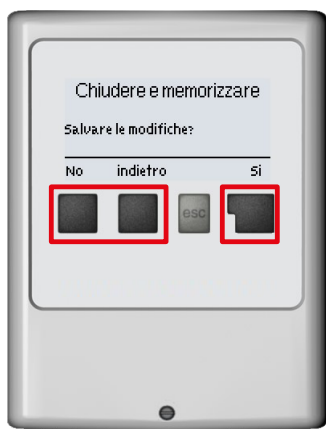 Chiudere e memorizzare
Salvare le modifiche?
No indietro Si
esc